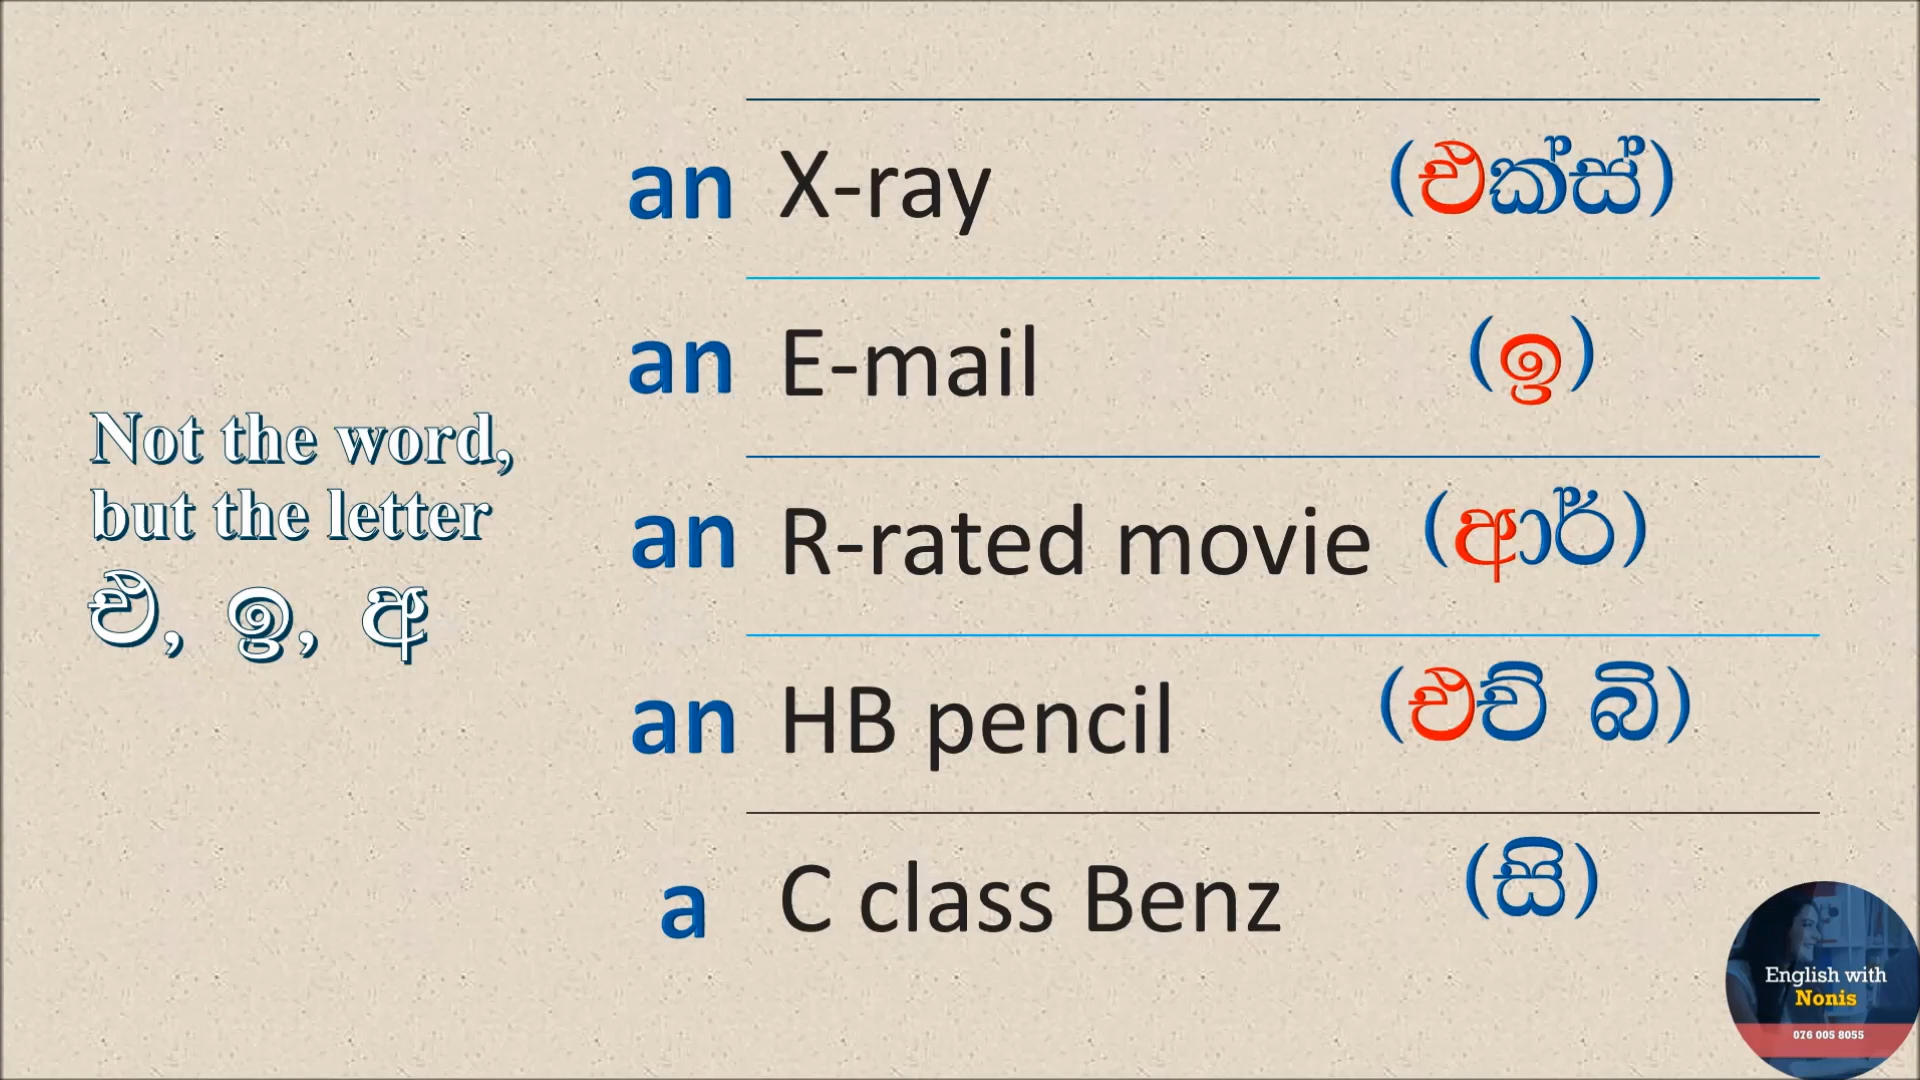 Not the word,
but the letter
එ, ඉ, අ
an X-ray (එක්ස්)
an E-mail (ඉ)
an R-rated movie (ආර්)
an HB pencil (එච් බි)
a C class Benz (සි)
English with
Nonis
076 005 8055